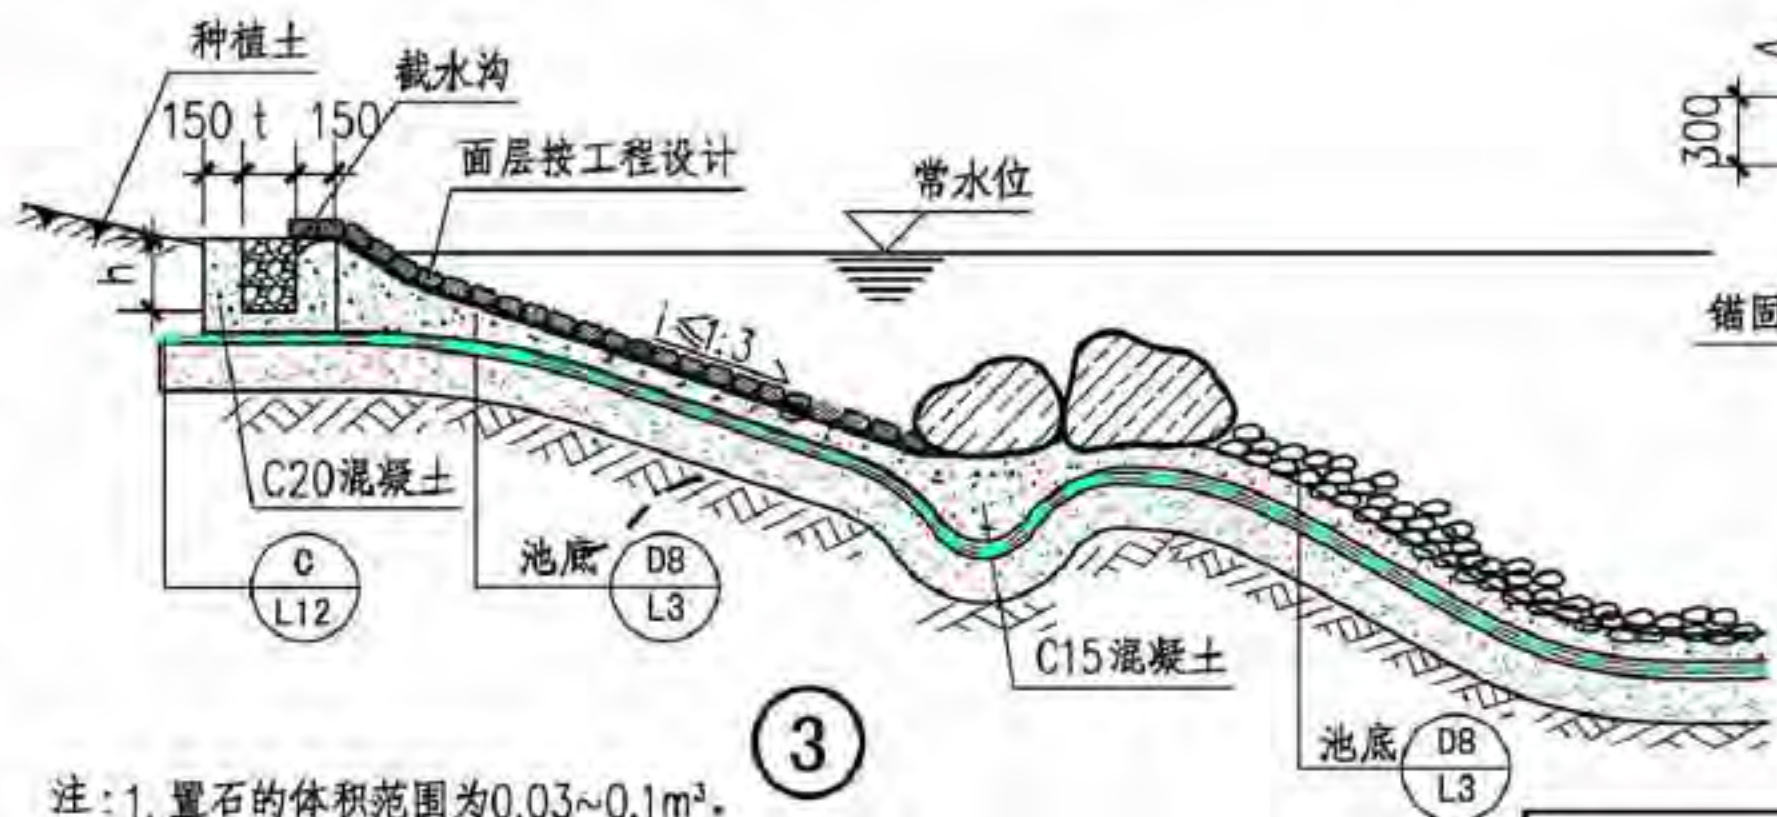 种植土
截水沟
150 t 150
面层按工程设计
常水位
300
h
i≤1:3
锚固
C20混凝土
C
L12
池底 D8
L3
C15混凝土
池底 D8
L3
3
注:1. 置石的体积范围为0.03~0.1m³.